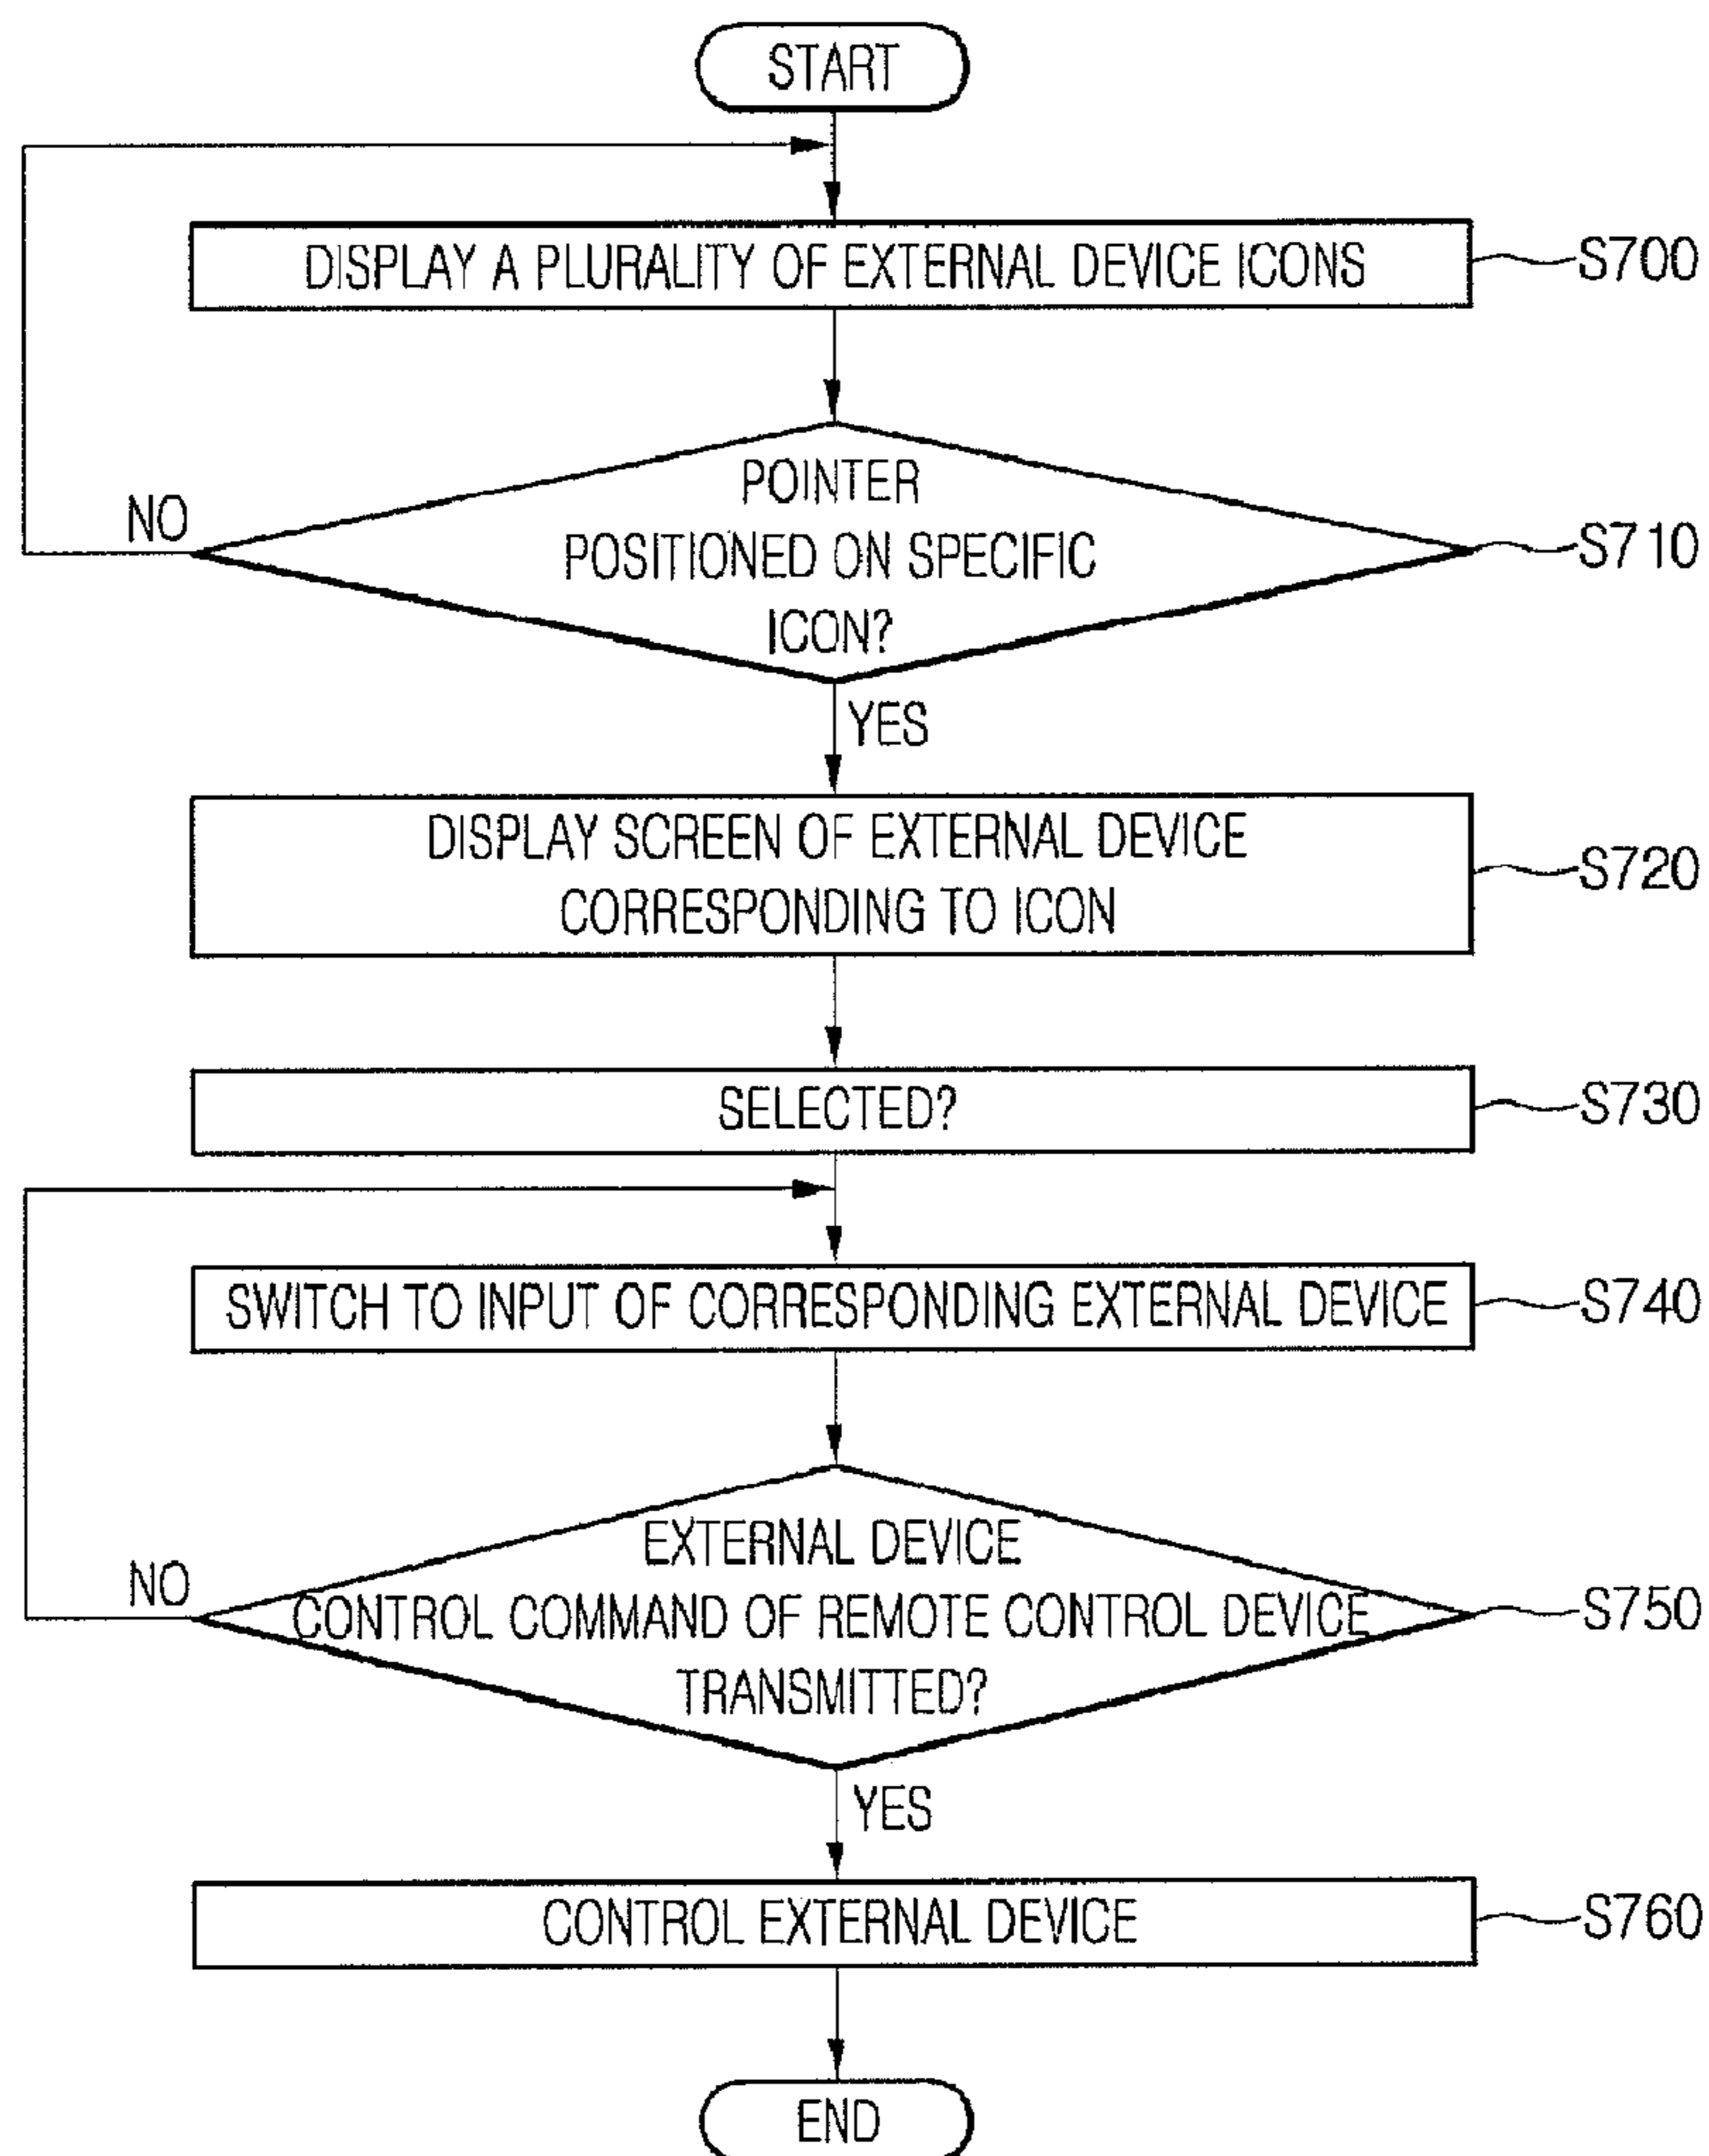 START
DISPLAY A PLURALITY OF EXTERNAL DEVICE ICONS
S700
POINTER
POSITIONED ON SPECIFIC
ICON?
S710
NO
YES
DISPLAY SCREEN OF EXTERNAL DEVICE
CORRESPONDING TO ICON
S720
SELECTED?
S730
SWITCH TO INPUT OF CORRESPONDING EXTERNAL DEVICE
S740
EXTERNAL DEVICE
CONTROL COMMAND OF REMOTE CONTROL DEVICE
TRANSMITTED?
S750
NO
YES
CONTROL EXTERNAL DEVICE
S760
END